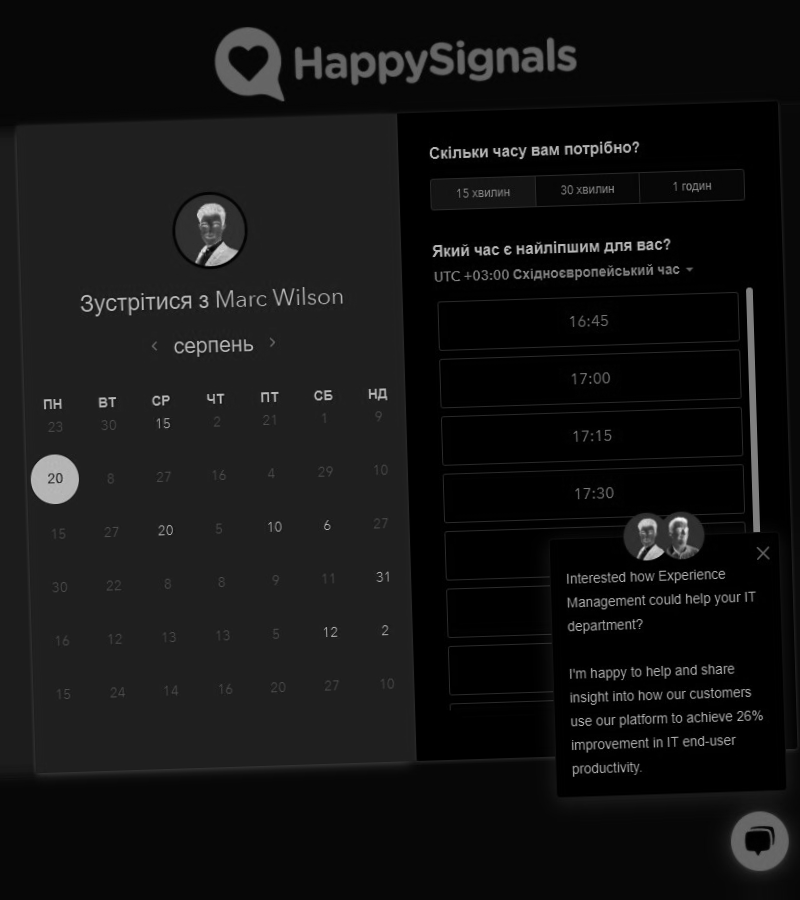 HappySignals
Зустрітися з Marc Wilson
серпень
ПН ВТ СР ЧТ ПТ СБ НД
23 30 15 2 21 1 9
20 8 27 16 4 29 10
15 27 20 5 10 6 27
30 22 8 8 9 11 31
16 12 13 13 5 12 2
15 24 14 16 20 27 10
Скільки часу вам потрібно?
15 хвилин 30 хвилин 1 годин
Який час є найліпшим для вас?
UTC +03:00 Східноєвропейський час
16:45
17:00
17:15
17:30
Interested how Experience
Management could help your IT
department?
I'm happy to help and share
insight into how our customers
use our platform to achieve 26%
improvement in IT end-user
productivity.